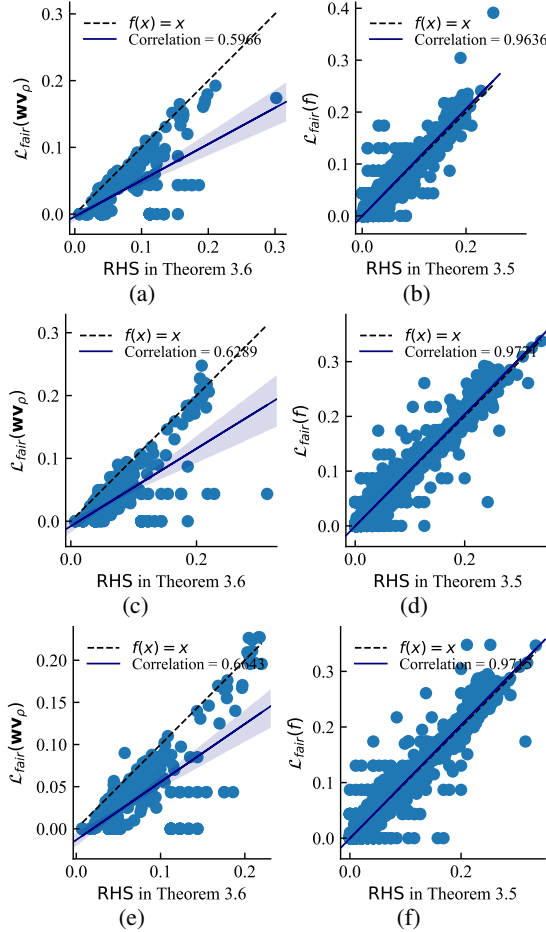 f(x) = x
Correlation = 0.5966
0.3
0.2
0.1
0.0
ℒ_fair(wv_ρ)
0.0 0.1 0.2 0.3
RHS in Theorem 3.6
(a)
f(x) = x
Correlation = 0.9636
0.4
0.3
0.2
0.1
0.0
ℒ_fair(f)
0.0 0.2
RHS in Theorem 3.5
(b)
f(x) = x
Correlation = 0.6289
0.3
0.2
0.1
0.0
ℒ_fair(wv_ρ)
0.0 0.2
RHS in Theorem 3.6
(c)
f(x) = x
0.3
0.2
0.1
0.0
ℒ_fair(f)
0.0 0.2
RHS in Theorem 3.5
(d)
f(x) = x
Correlation = 0.6643
0.20
0.15
0.10
0.05
0.00
ℒ_fair(wv_ρ)
0.0 0.1 0.2
RHS in Theorem 3.6
(e)
f(x) = x
0.3
0.2
0.1
0.0
ℒ_fair(f)
0.0 0.2
RHS in Theorem 3.5
(f)